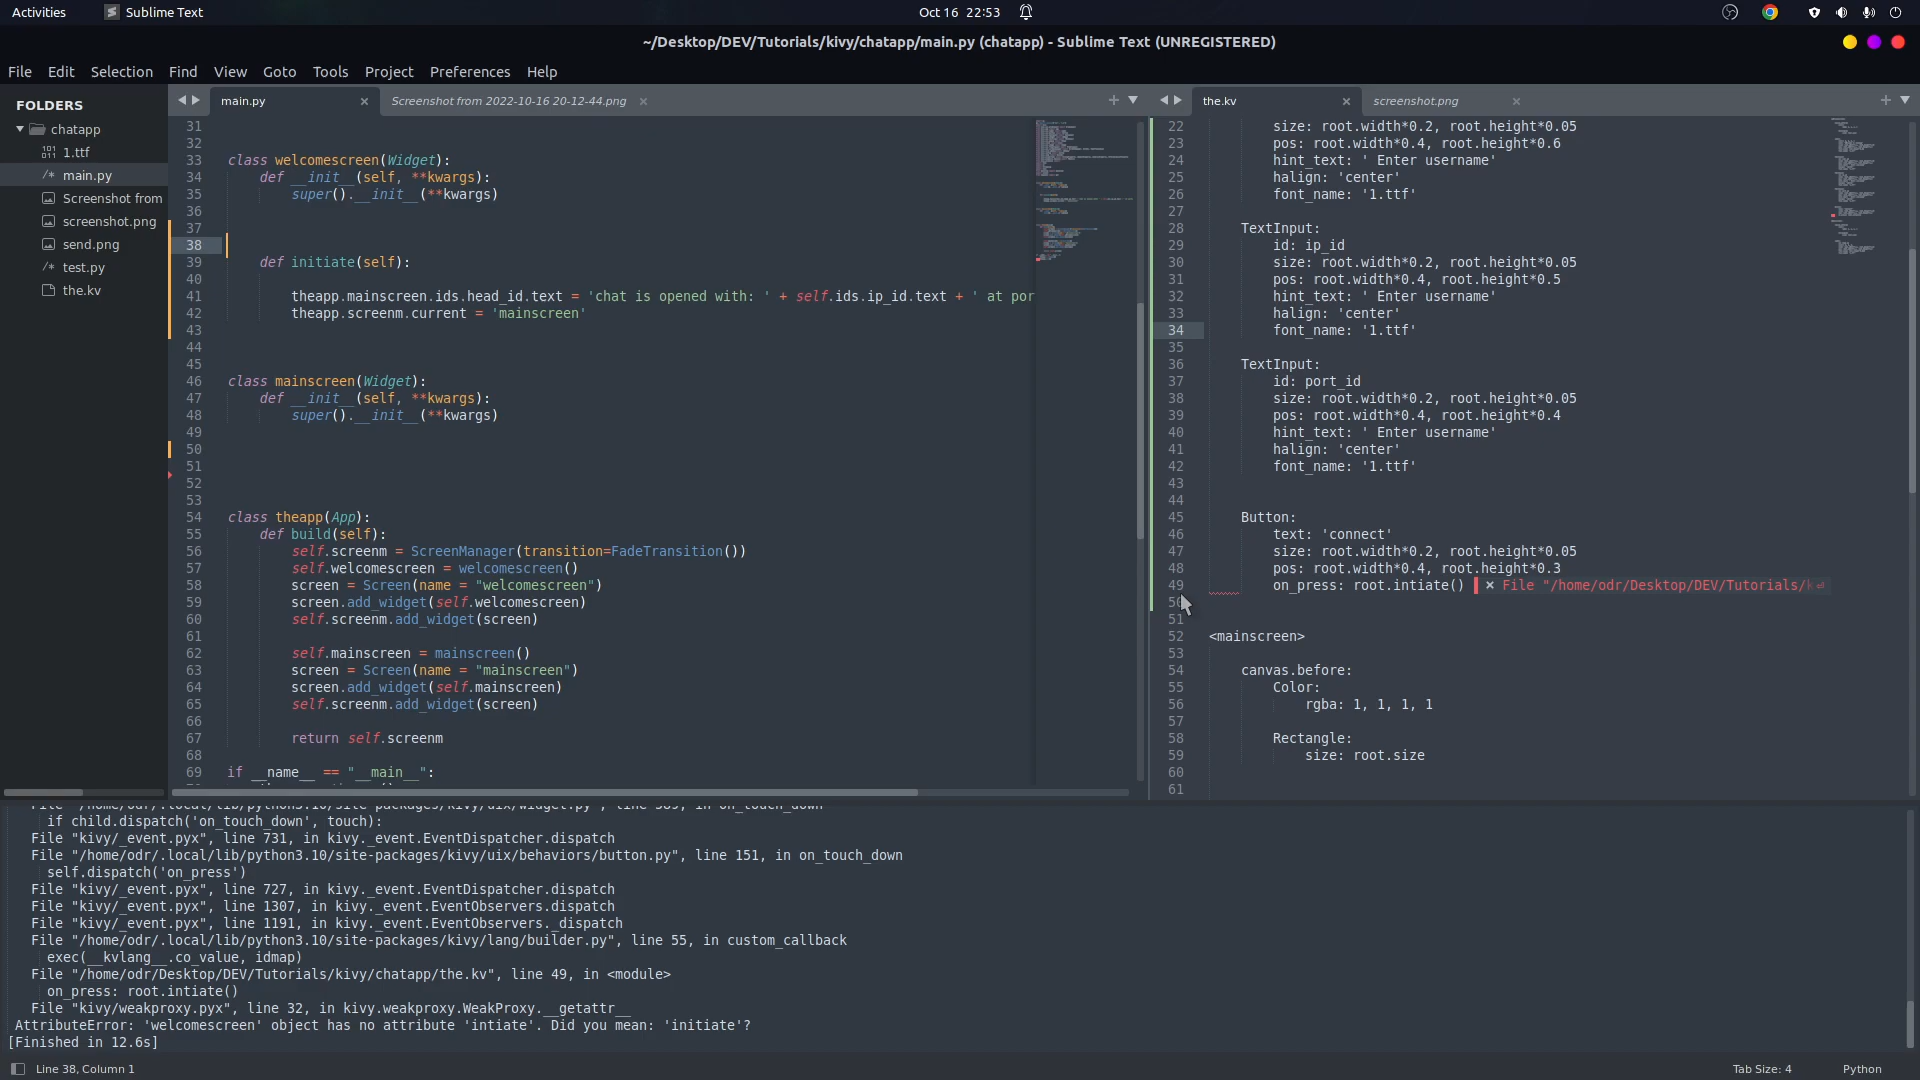 Activities
Sublime Text
Oct 16 22:53
~/Desktop/DEV/Tutorials/kivy/chatapp/main.py (chatapp) - Sublime Text (UNREGISTERED)
File Edit Selection Find View Goto Tools Project Preferences Help
FOLDERS
chatapp
1.ttf
main.py
Screenshot from
screenshot.png
send.png
test.py
the.kv
main.py
Screenshot from 2022-10-16 20-12-44.png
31
32
33 class welcomescreen(Widget):
34 def __init__(self, **kwargs):
35 super().__init__(**kwargs)
36
37
38
39 def initiate(self):
40
41 theapp.mainscreen.ids.head_id.text = 'chat is opened with: ' + self.ids.ip_id.text + ' at por
42 theapp.screenm.current = 'mainscreen'
43
44
45
46 class mainscreen(Widget):
47 def __init__(self, **kwargs):
48 super().__init__(**kwargs)
49
50
51
52
53
54 class theapp(App):
55 def build(self):
56 self.screenm = ScreenManager(transition=FadeTransition())
57 self.welcomescreen = welcomescreen()
58 screen = Screen(name = "welcomescreen")
59 screen.add_widget(self.welcomescreen)
60 self.screenm.add_widget(screen)
61
62 self.mainscreen = mainscreen()
63 screen = Screen(name = "mainscreen")
64 screen.add_widget(self.mainscreen)
65 self.screenm.add_widget(screen)
66
67 return self.screenm
68
69 if __name__ == "__main__":
the.kv
screenshot.png
22 size: root.width*0.2, root.height*0.05
23 pos: root.width*0.4, root.height*0.6
24 hint_text: ' Enter username'
25 halign: 'center'
26 font_name: '1.ttf'
27
28 TextInput:
29 id: ip_id
30 size: root.width*0.2, root.height*0.05
31 pos: root.width*0.4, root.height*0.5
32 hint_text: ' Enter username'
33 halign: 'center'
34 font_name: '1.ttf'
35
36 TextInput:
37 id: port_id
38 size: root.width*0.2, root.height*0.05
39 pos: root.width*0.4, root.height*0.4
40 hint_text: ' Enter username'
41 halign: 'center'
42 font_name: '1.ttf'
43
44
45 Button:
46 text: 'connect'
47 size: root.width*0.2, root.height*0.05
48 pos: root.width*0.4, root.height*0.3
49 on_press: root.intiate() × File "/home/odr/Desktop/DEV/Tutorials/
50
51
52 <mainscreen>
53
54 canvas.before:
55 Color:
56 rgba: 1, 1, 1, 1
57
58 Rectangle:
59 size: root.size
60
61
if child.dispatch('on_touch_down', touch):
File "kivy/_event.pyx", line 731, in kivy._event.EventDispatcher.dispatch
File "/home/odr/.local/lib/python3.10/site-packages/kivy/uix/behaviors/button.py", line 151, in on_touch_down
self.dispatch('on_press')
File "kivy/_event.pyx", line 727, in kivy._event.EventDispatcher.dispatch
File "kivy/_event.pyx", line 1307, in kivy._event.EventObservers.dispatch
File "kivy/_event.pyx", line 1191, in kivy._event.EventObservers._dispatch
File "/home/odr/.local/lib/python3.10/site-packages/kivy/lang/builder.py", line 55, in custom_callback
exec(__kvlang__.co_value, idmap)
File "/home/odr/Desktop/DEV/Tutorials/kivy/chatapp/the.kv", line 49, in <module>
on_press: root.intiate()
File "kivy/weakproxy.pyx", line 32, in kivy.weakproxy.WeakProxy.__getattr__
AttributeError: 'welcomescreen' object has no attribute 'intiate'. Did you mean: 'initiate'?
[Finished in 12.6s]
Line 38, Column 1
Tab Size: 4
Python